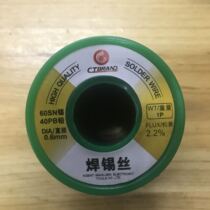 CTBRAND
HIGH QUALITY
SOLDER WIRE
60SN锡
40PB铅
DIA/直径
0.8mm
WT/重量
1P
FLUX/松香
2.2%
焊锡丝